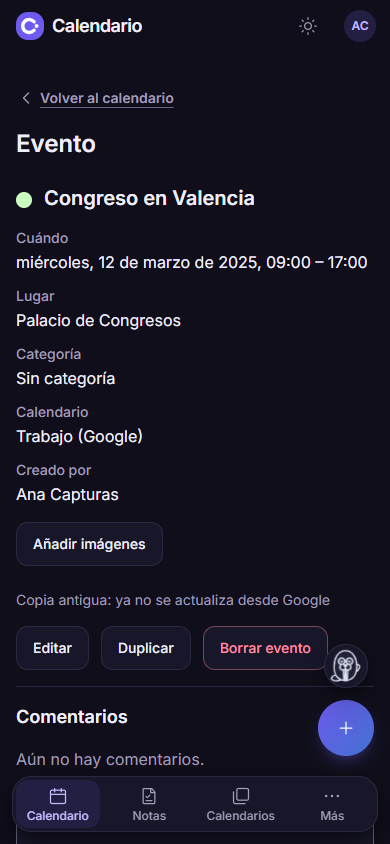 Calendario
AC
Volver al calendario
Evento
Congreso en Valencia
Cuándo
miércoles, 12 de marzo de 2025, 09:00 – 17:00
Lugar
Palacio de Congresos
Categoría
Sin categoría
Calendario
Trabajo (Google)
Creado por
Ana Capturas
Añadir imágenes
Copia antigua: ya no se actualiza desde Google
Editar Duplicar Borrar evento
Comentarios
Aún no hay comentarios.
Calendario Notas Calendarios Más